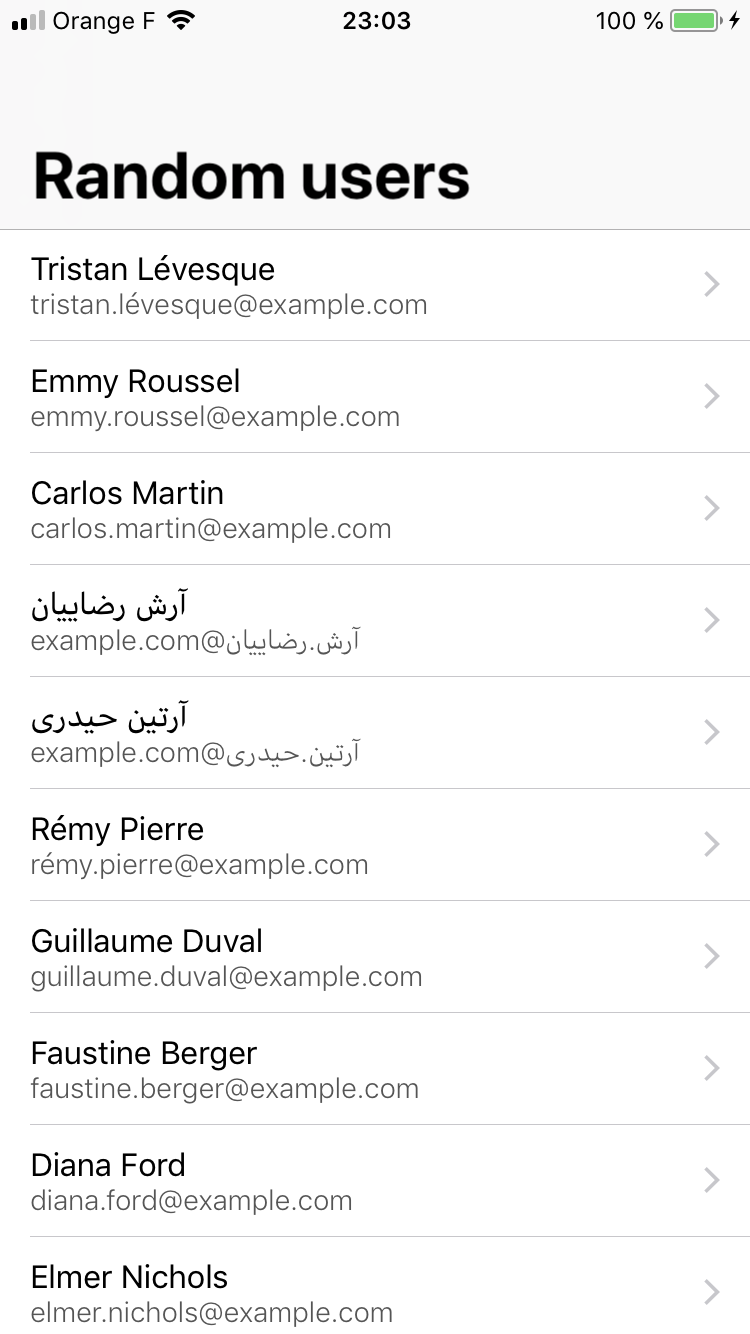 Orange F 23:03 100 %
Random users
Tristan Lévesque
tristan.lévesque@example.com
Emmy Roussel
emmy.roussel@example.com
Carlos Martin
carlos.martin@example.com
آرش رضاییان
آرش.رضاییان@example.com
آرتین حیدری
آرتین.حیدری@example.com
Rémy Pierre
rémy.pierre@example.com
Guillaume Duval
guillaume.duval@example.com
Faustine Berger
faustine.berger@example.com
Diana Ford
diana.ford@example.com
Elmer Nichols
elmer.nichols@example.com